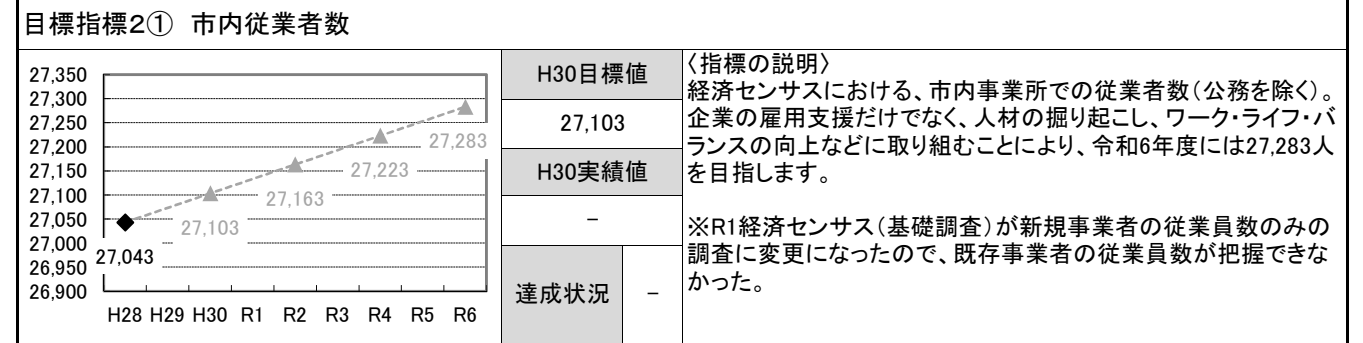 目標指標2① 市内従業者数
27,350
27,300
27,250
27,200
27,150
27,100
27,050
27,000
26,950
26,900
27,043
27,103
27,163
27,223
27,283
H28 H29 H30 R1 R2 R3 R4 R5 R6
H30目標値
27,103
H30実績値
－
達成状況 －
〈指標の説明〉
経済センサスにおける、市内事業所での従業者数（公務を除く）。
企業の雇用支援だけでなく、人材の掘り起こし、ワーク・ライフ・バ
ランスの向上などに取り組むことにより、令和6年度には27,283人
を目指します。
※R1経済センサス（基礎調査）が新規事業者の従業員数のみの
調査に変更になったので、既存事業者の従業員数が把握できな
かった。